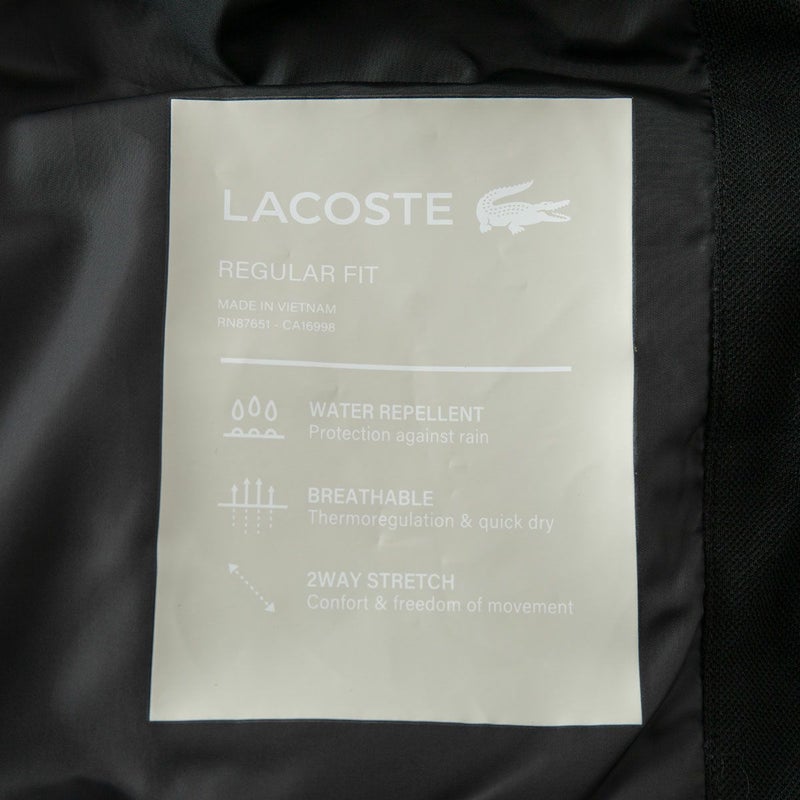 LACOSTE
REGULAR FIT
MADE IN VIETNAM
RN87651 - CA16998
WATER REPELLENT
Protection against rain
BREATHABLE
Thermoregulation & quick dry
2WAY STRETCH
Confort & freedom of movement